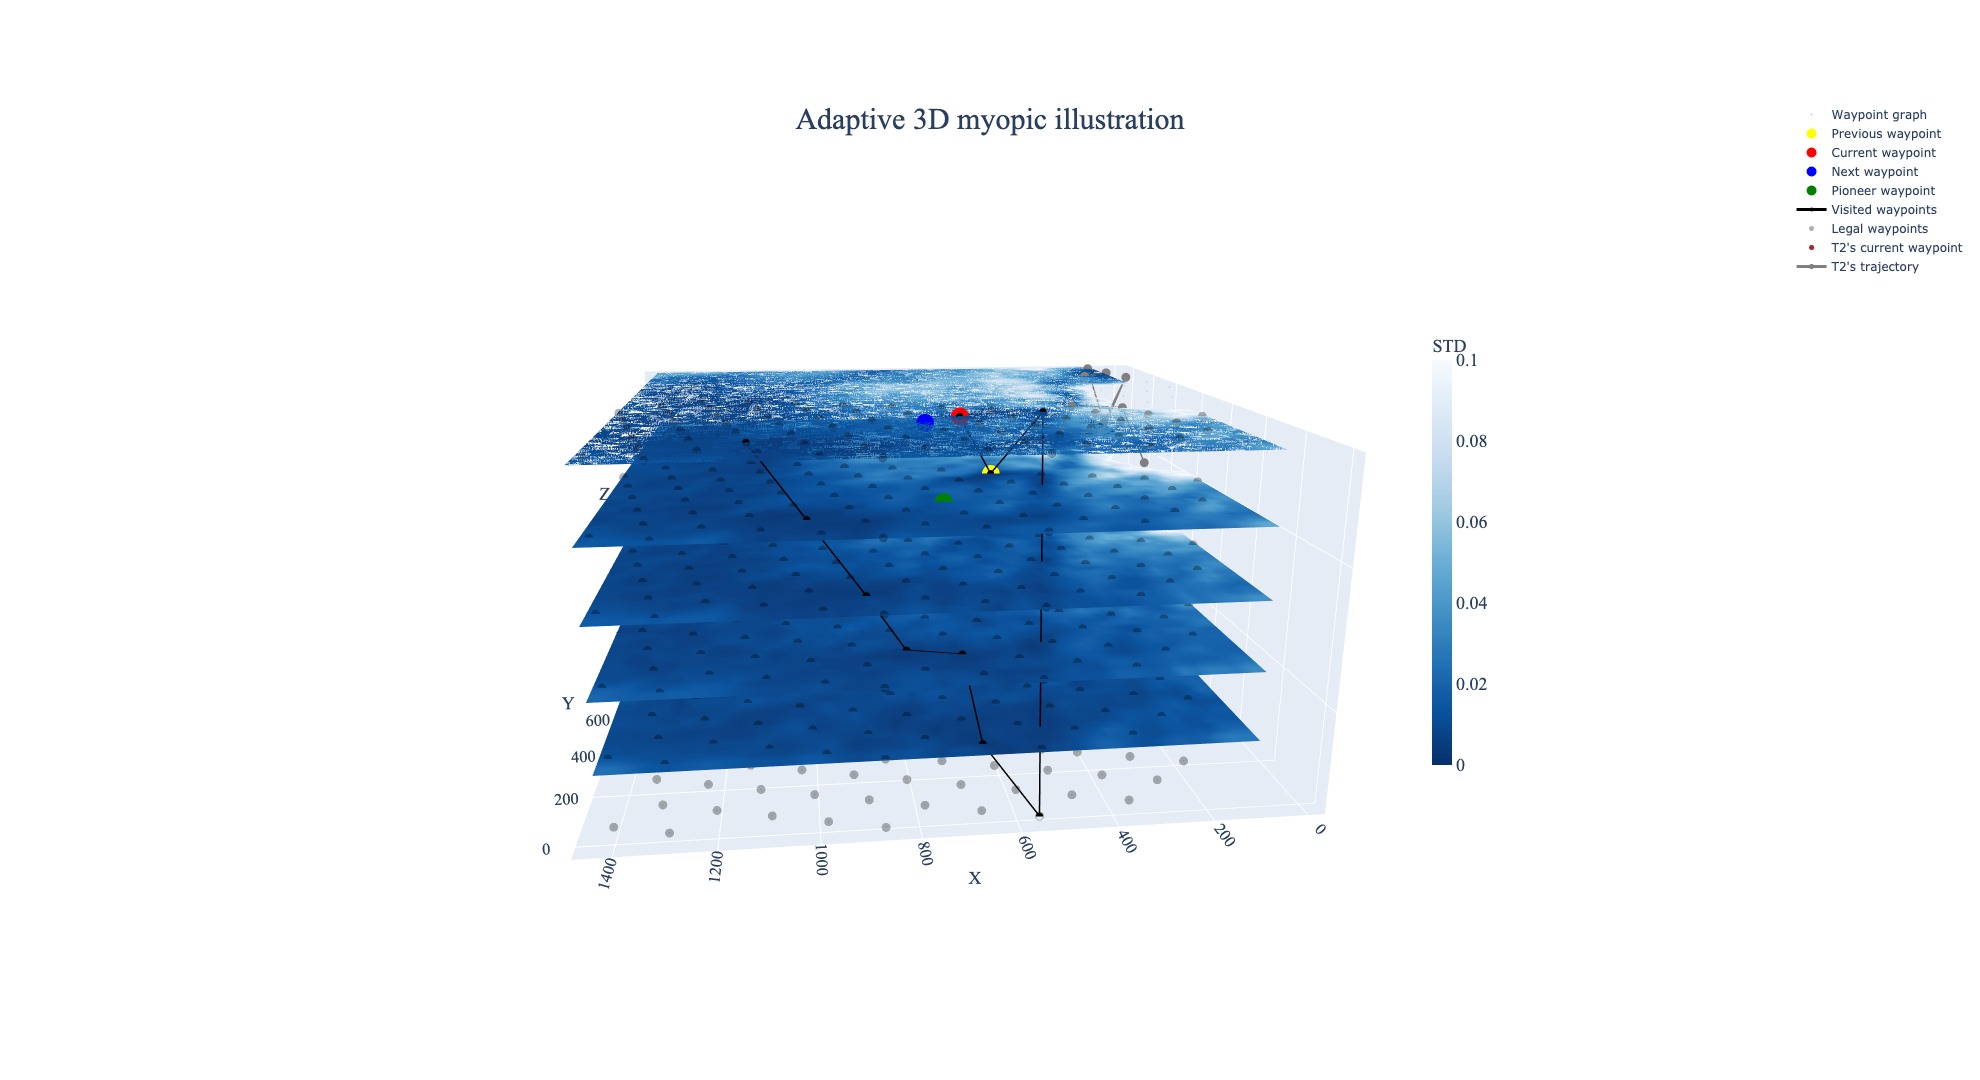 Adaptive 3D myopic illustration
Waypoint graph
Previous waypoint
Current waypoint
Next waypoint
Pioneer waypoint
Visited waypoints
Legal waypoints
T2's current waypoint
T2's trajectory
STD
0.1
0.08
0.06
0.04
0.02
0
Z
Y
600
400
200
0
1400
1200
1000
800
600
400
200
0
X